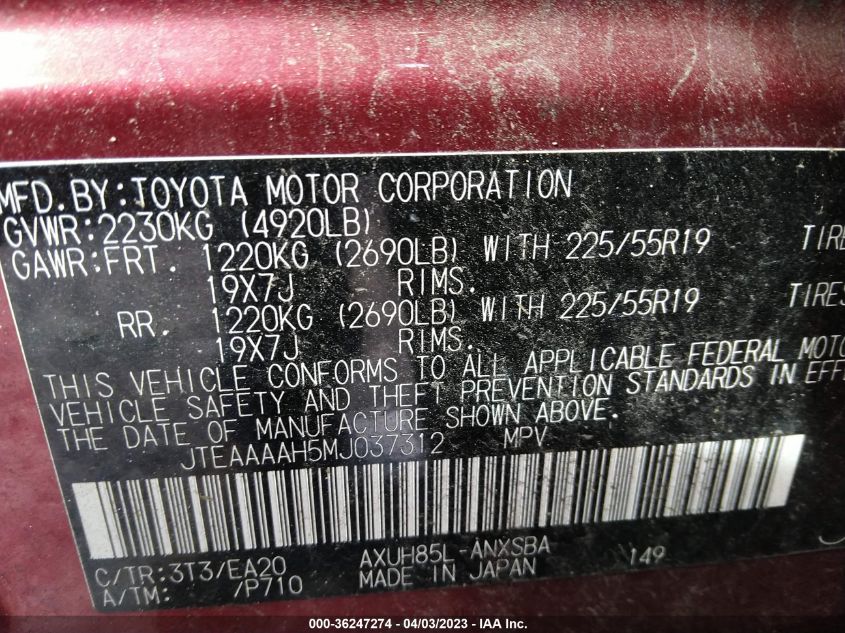 MFD.BY:TOYOTA MOTOR CORPORATION
GVWR:2230KG (4920LB)
GAWR:FRT. 1220KG (2690LB) WITH 225/55R19 TIRE
19X7J RIMS.
RR. 1220KG (2690LB) WITH 225/55R19 TIRES
19X7J RIMS.
THIS VEHICLE CONFORMS TO ALL APPLICABLE FEDERAL MOTO
VEHICLE SAFETY AND THEFT PREVENTION STANDARDS IN EFFE
THE DATE OF MANUFACTURE SHOWN ABOVE.
JTEAAAAH5MJ037312 MPV
C/TR:3T3/EA20 AXUH85L-ANXSBA 149
A/TM: /P710 MADE IN JAPAN
000-36247274 - 04/03/2023 - IAA Inc.